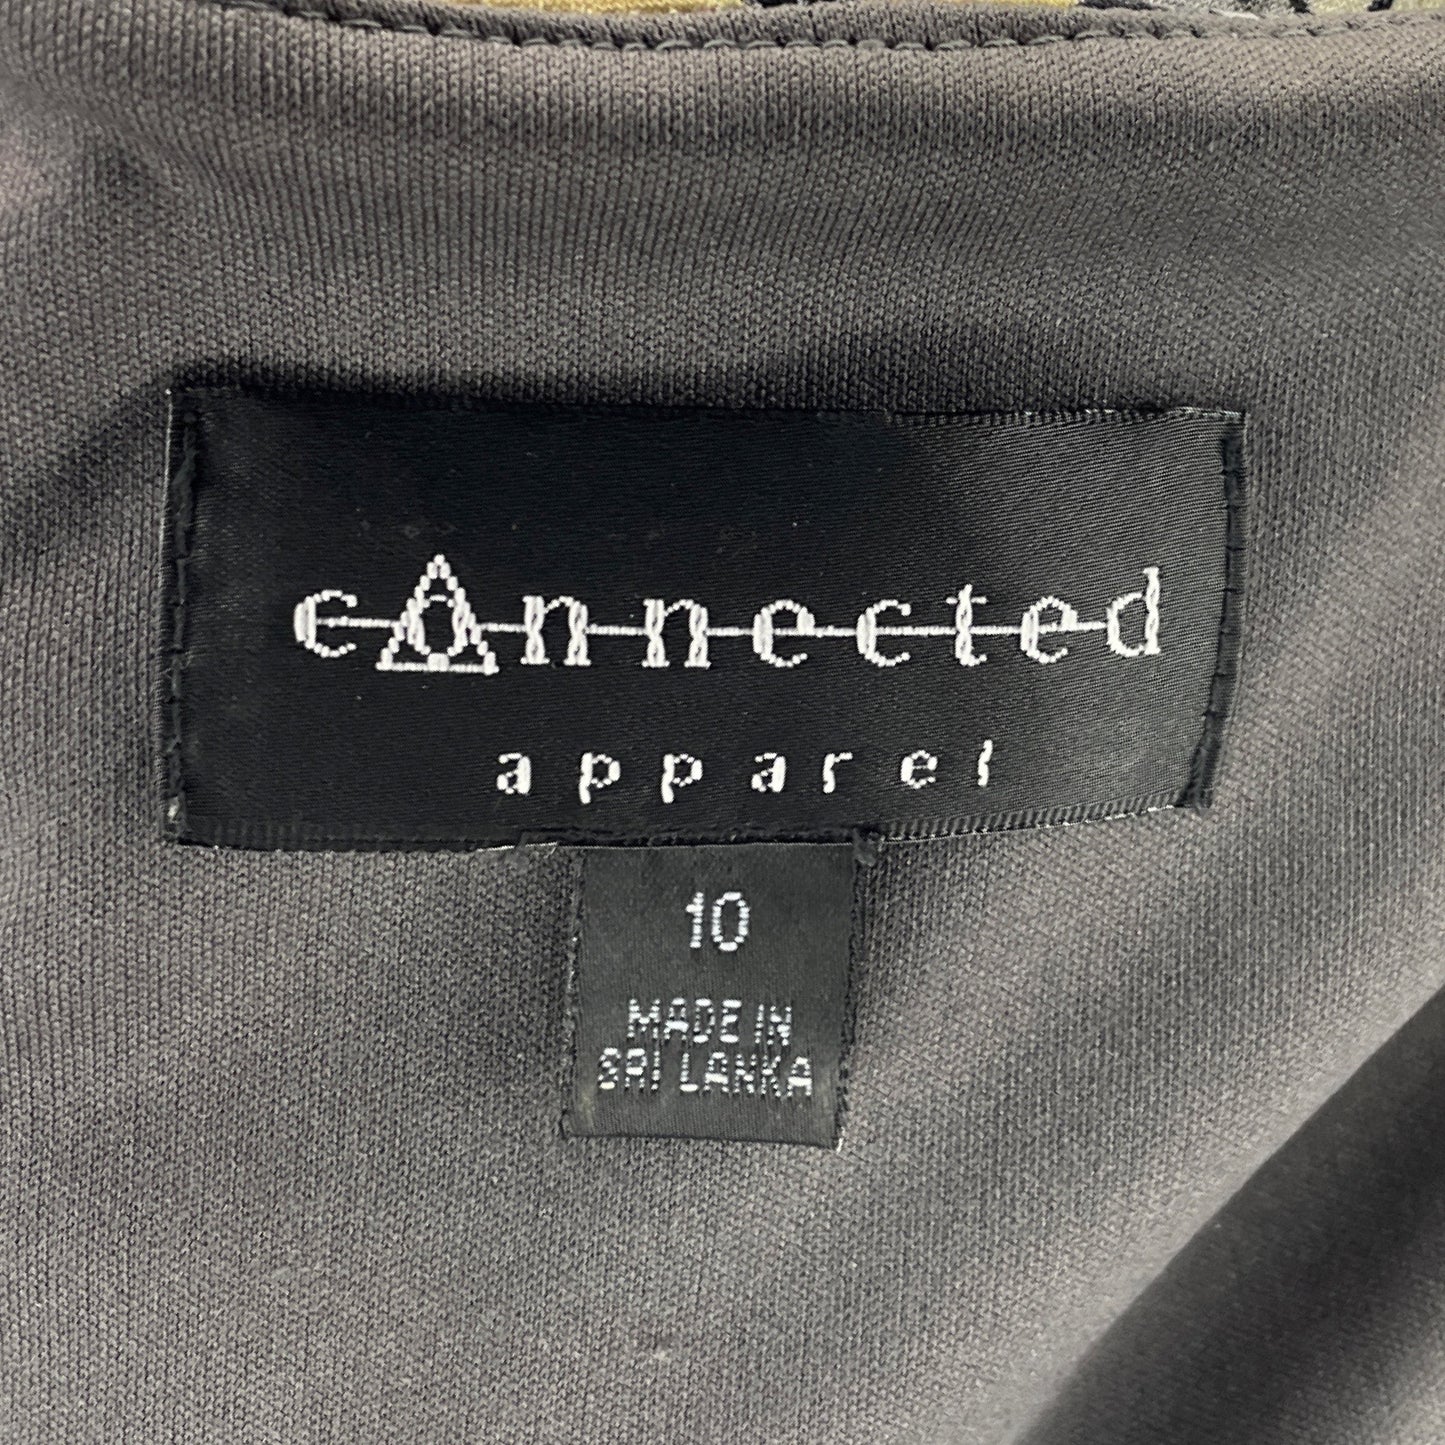 connected
apparel
10
MADE IN
SRI LANKA